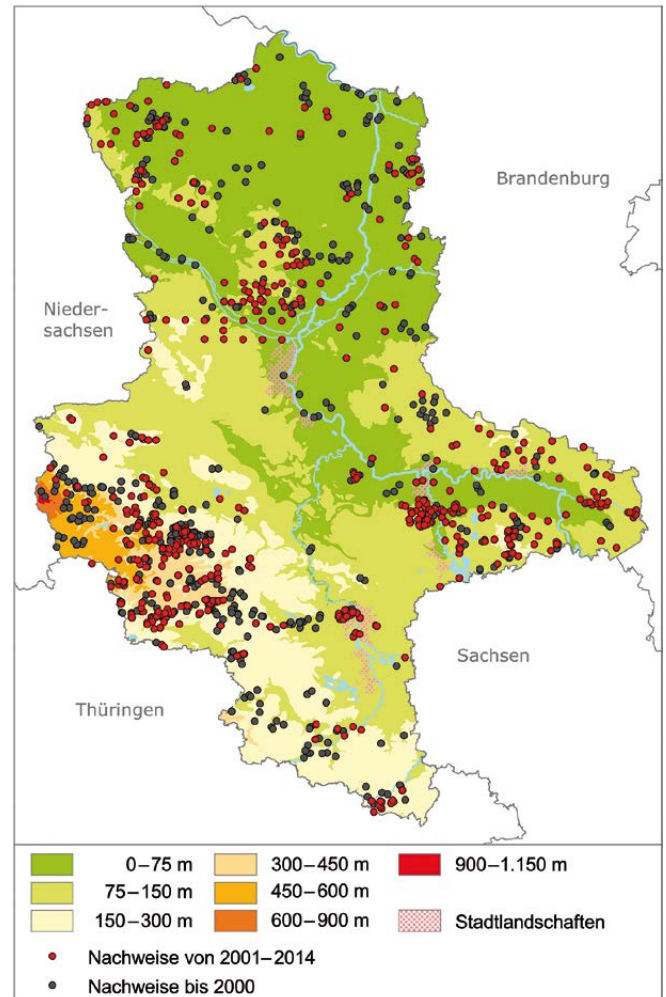 Brandenburg
Nieder-
sachsen
Sachsen
Thüringen
0–75 m 300–450 m 900–1.150 m
75–150 m 450–600 m
150–300 m 600–900 m Stadtlandschaften
Nachweise von 2001–2014
Nachweise bis 2000